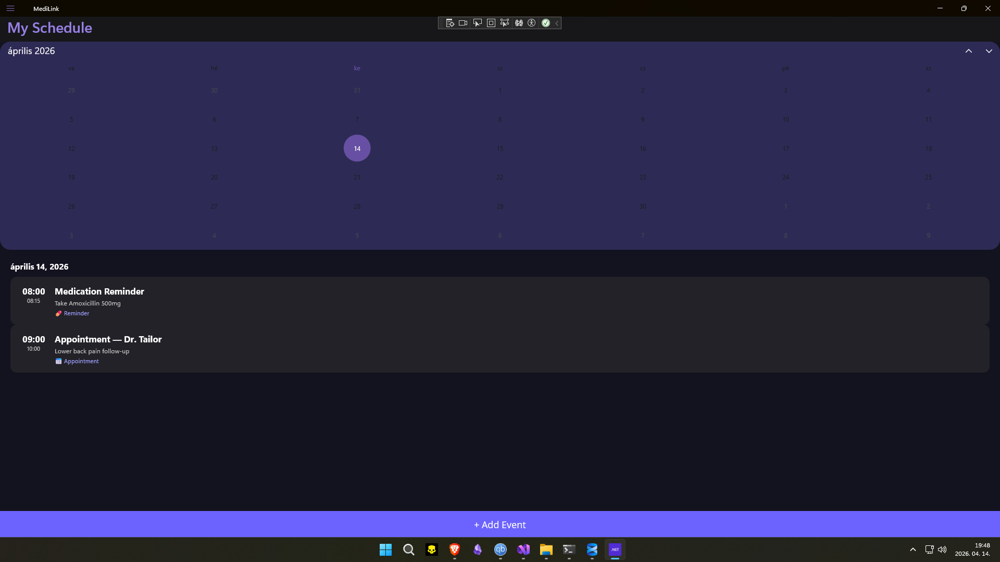 MediLink
My Schedule
április 2026
va hé ke sz cs pé sz
29 30 31 1 2 3 4
5 6 7 8 9 10 11
12 13 14 15 16 17 18
19 20 21 22 23 24 25
26 27 28 29 30 1 2
3 4 5 6 7 8 9
április 14, 2026
08:00 Medication Reminder
08:15 Take Amoxicillin 500mg
Reminder
09:00 Appointment — Dr. Tailor
10:00 Lower back pain follow-up
Appointment
+ Add Event
qb
.NET
19:48
2026. 04. 14.